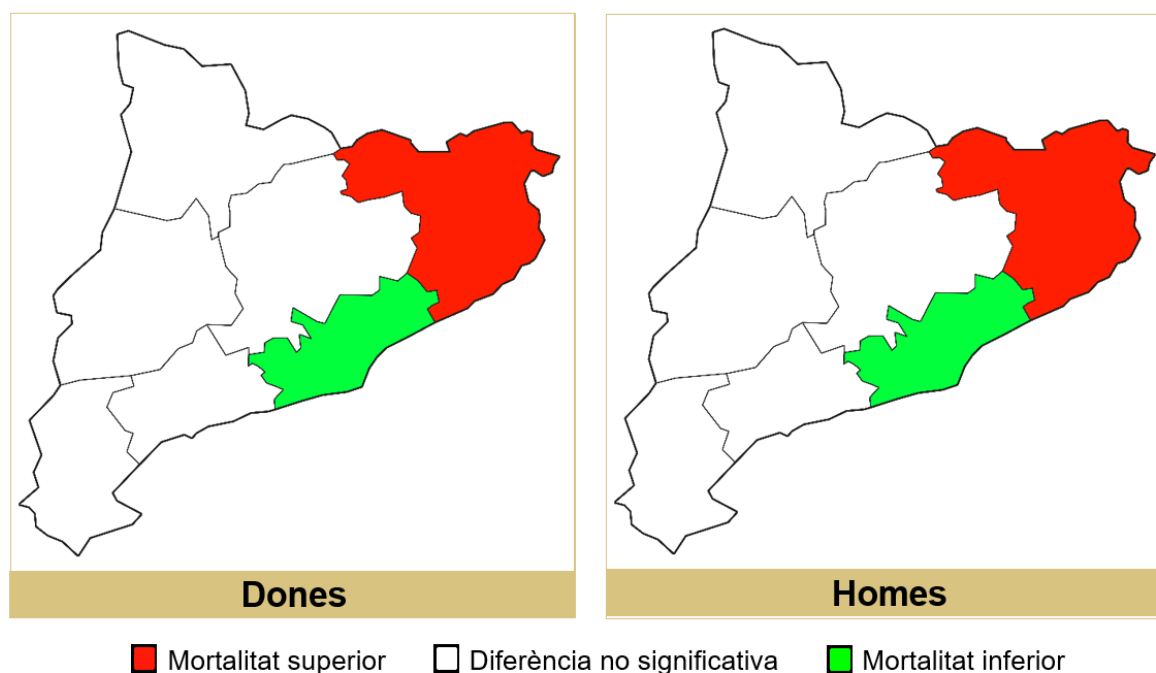 Dones
Homes
Mortalitat superior
Diferència no significativa
Mortalitat inferior